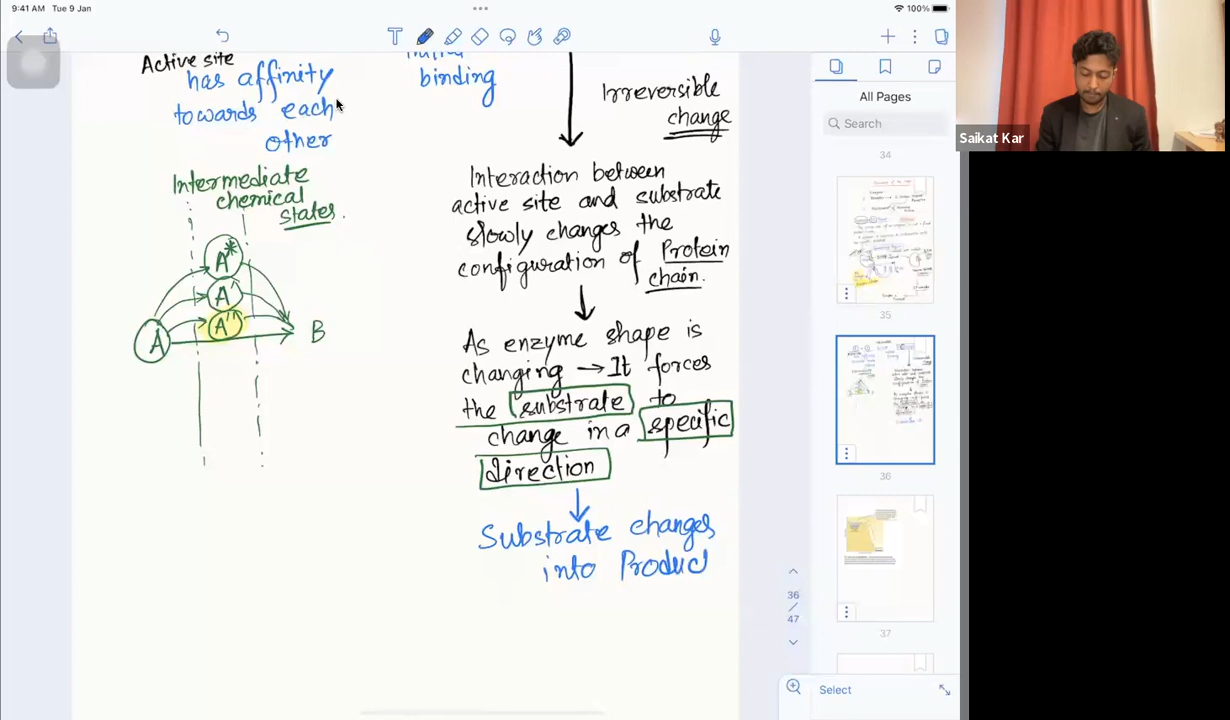 9:41 AM Tue 9 Jan
100%
T
Active site
has affinity
towards each
other
binding
Irreversible
change
Intermediate
chemical
states.
A*
A'
A''
A
B
Interaction between
active site and substrate
slowly changes the
configuration of Protein
chain.
As enzyme shape is
changing → It forces
the substrate to
change in a specific
direction
Substrate changes
into Produc
All Pages
Search
34
35
36
37
36
/
47
Select
Saikat Kar